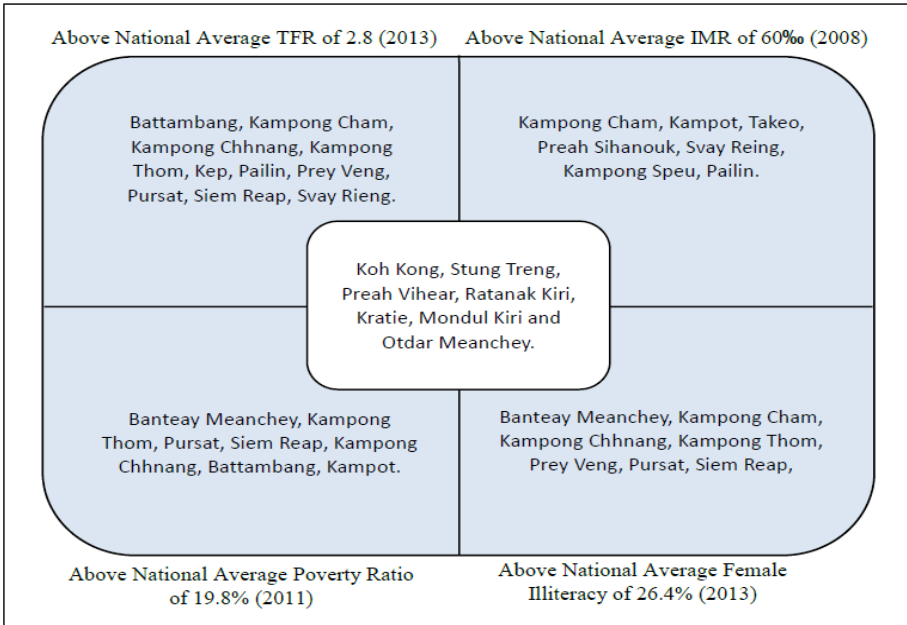 Above National Average TFR of 2.8 (2013)
Above National Average IMR of 60‰ (2008)
Battambang, Kampong Cham,
Kampong Chhnang, Kampong
Thom, Kep, Pailin, Prey Veng,
Pursat, Siem Reap, Svay Rieng.
Kampong Cham, Kampot, Takeo,
Preah Sihanouk, Svay Reing,
Kampong Speu, Pailin.
Koh Kong, Stung Treng,
Preah Vihear, Ratanak Kiri,
Kratie, Mondul Kiri and
Otdar Meanchey.
Banteay Meanchey, Kampong
Thom, Pursat, Siem Reap, Kampong
Chhnang, Battambang, Kampot.
Banteay Meanchey, Kampong Cham,
Kampong Chhnang, Kampong Thom,
Prey Veng, Pursat, Siem Reap,
Above National Average Poverty Ratio
of 19.8% (2011)
Above National Average Female
Illiteracy of 26.4% (2013)